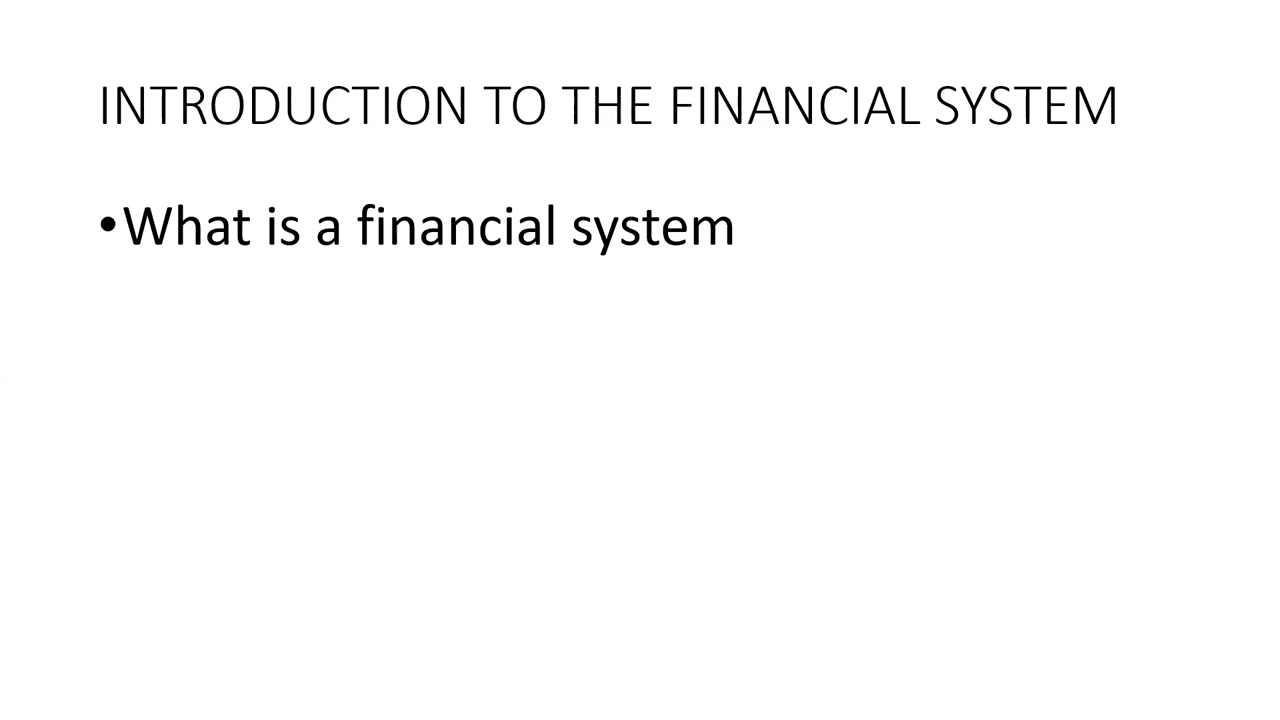 INTRODUCTION TO THE FINANCIAL SYSTEM
•What is a financial system